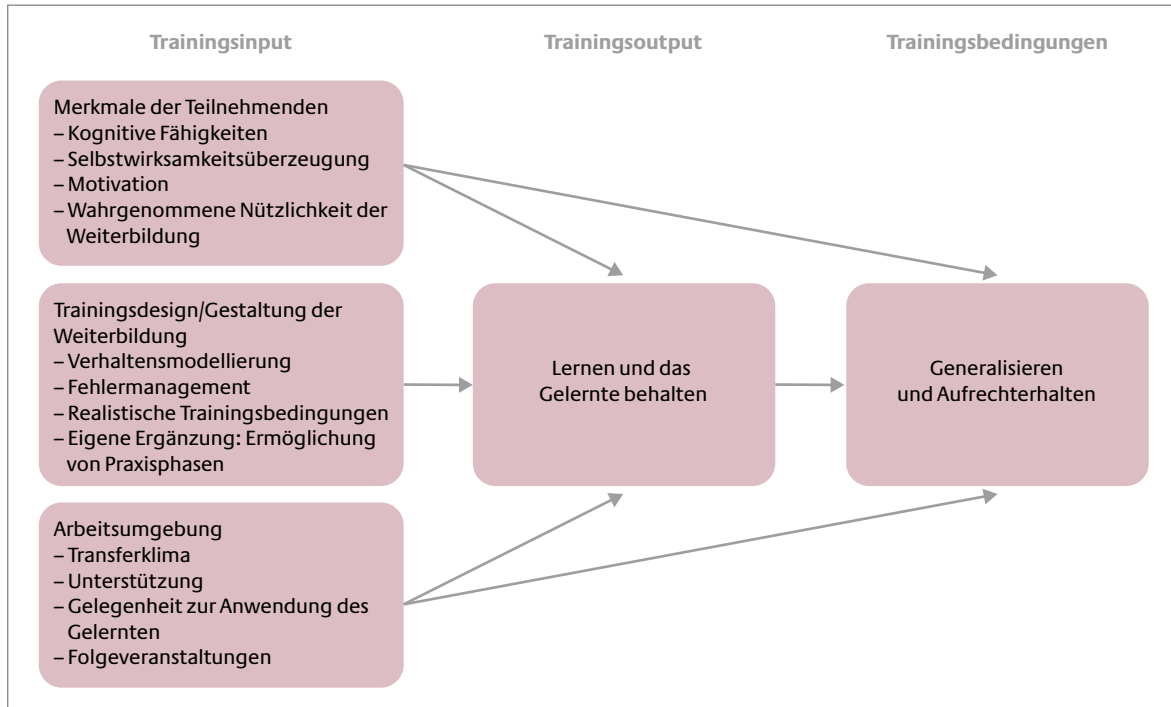 Trainingsinput
Trainingsoutput
Trainingsbedingungen
Merkmale der Teilnehmenden
– Kognitive Fähigkeiten
– Selbstwirksamkeitsüberzeugung
– Motivation
– Wahrgenommene Nützlichkeit der
Weiterbildung
Trainingsdesign/Gestaltung der
Weiterbildung
– Verhaltensmodellierung
– Fehlermanagement
– Realistische Trainingsbedingungen
– Eigene Ergänzung: Ermöglichung
von Praxisphasen
Arbeitsumgebung
– Transferklima
– Unterstützung
– Gelegenheit zur Anwendung des
Gelernten
– Folgeveranstaltungen
Lernen und das
Gelernte behalten
Generalisieren
und Aufrechterhalten